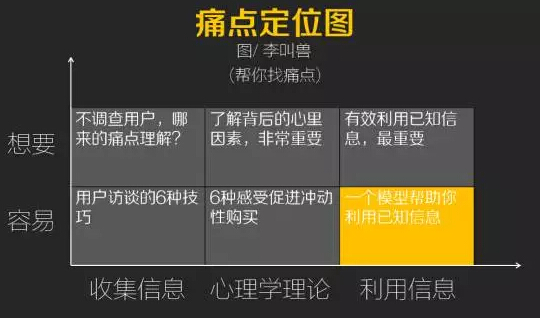 痛点定位图
图/ 李叫兽
(帮你找痛点)
想要
不调查用户，哪
来的痛点理解？
了解背后的心里
因素，非常重要
有效利用已知信
息，最重要
容易
用户访谈的6种技
巧
6种感受促进冲动
性购买
一个模型帮助你
利用已知信息
收集信息
心理学理论
利用信息